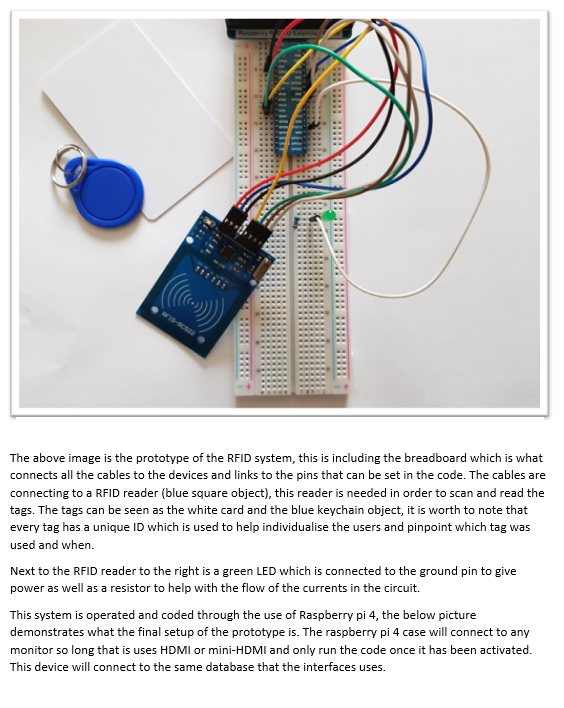 Raspberry Pi GPIO Extension
RFID-RC522
The above image is the prototype of the RFID system, this is including the breadboard which is what
connects all the cables to the devices and links to the pins that can be set in the code. The cables are
connecting to a RFID reader (blue square object), this reader is needed in order to scan and read the
tags. The tags can be seen as the white card and the blue keychain object, it is worth to note that
every tag has a unique ID which is used to help individualise the users and pinpoint which tag was
used and when.
Next to the RFID reader to the right is a green LED which is connected to the ground pin to give
power as well as a resistor to help with the flow of the currents in the circuit.
This system is operated and coded through the use of Raspberry pi 4, the below picture
demonstrates what the final setup of the prototype is. The raspberry pi 4 case will connect to any
monitor so long that is uses HDMI or mini-HDMI and only run the code once it has been activated.
This device will connect to the same database that the interfaces uses.